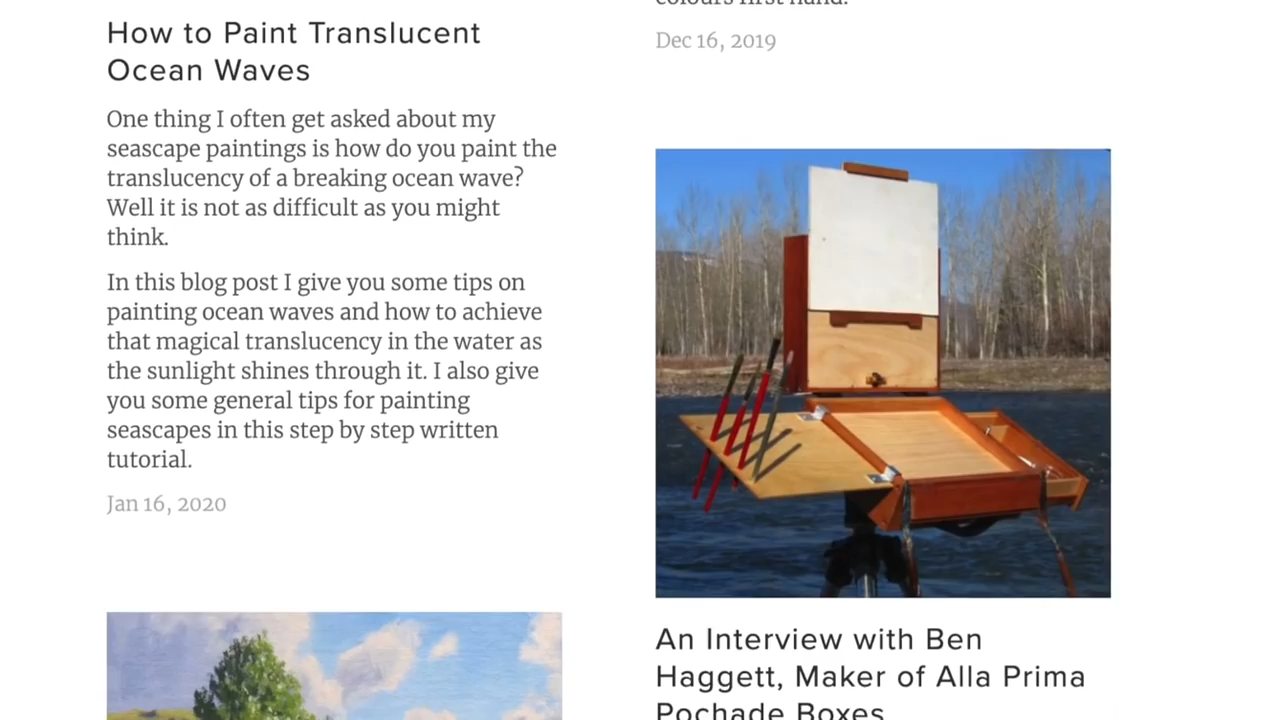 How to Paint Translucent
Ocean Waves
One thing I often get asked about my
seascape paintings is how do you paint the
translucency of a breaking ocean wave?
Well it is not as difficult as you might
think.
In this blog post I give you some tips on
painting ocean waves and how to achieve
that magical translucency in the water as
the sunlight shines through it. I also give
you some general tips for painting
seascapes in this step by step written
tutorial.
Jan 16, 2020
colours first hand.
Dec 16, 2019
An Interview with Ben
Haggett, Maker of Alla Prima
Pochade Boxes